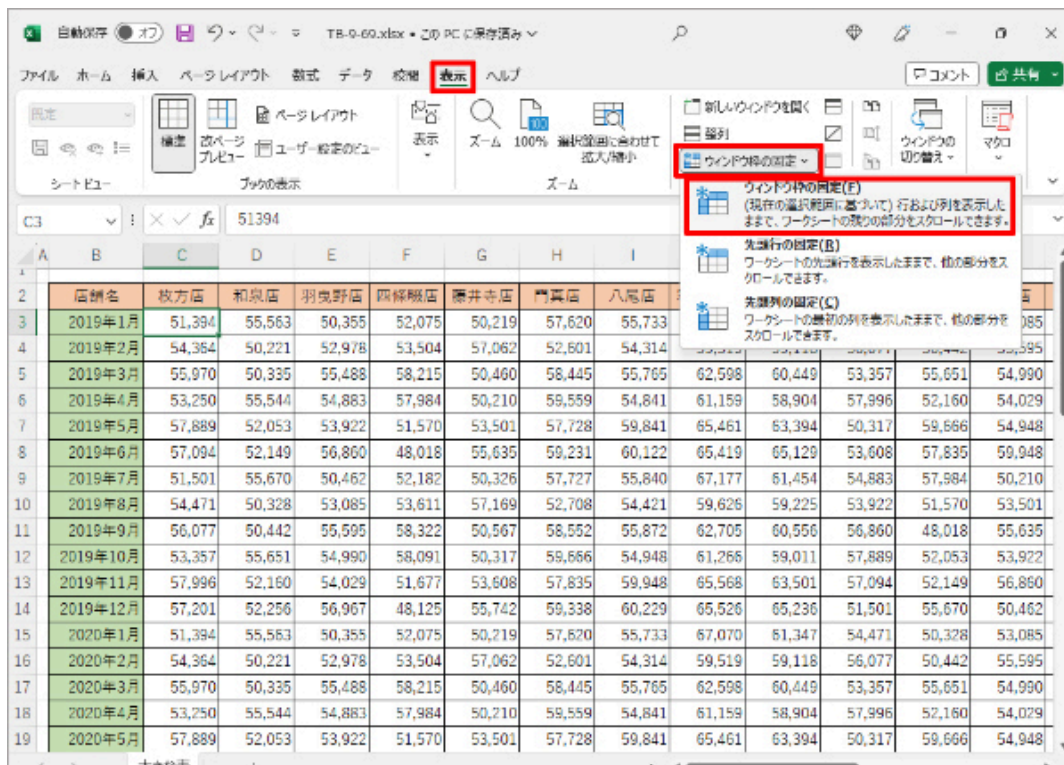 自動保存 オフ TB-9-69.xlsx • この PC に保存済み
ファイル ホーム 挿入 ページ レイアウト 数式 データ 校閲 表示 ヘルプ コメント 共有
既定
標準 改ページ プレビュー ページ レイアウト ユーザー設定のビュー
表示 ズーム 100% 選択範囲に合わせて 拡大/縮小
新しいウィンドウを開く
整列
ウィンドウ枠の固定
ウィンドウの 切り替え マクロ
シート ビュー ブックの表示 ズーム
ウィンドウ枠の固定(F)
(現在の選択範囲に基づいて) 行および列を表示した
ままで、ワークシートの残りの部分をスクロールできます。
先頭行の固定(R)
ワークシートの先頭行を表示したままで、他の部分をス
クロールできます。
先頭列の固定(C)
ワークシートの最初の列を表示したままで、他の部分を
スクロールできます。
C3 fx 51394
A B C D E F G H I
1
2 店舗名 枚方店 和泉店 羽曳野店 四條畷店 藤井寺店 門真店 八尾店
3 2019年1月 51,394 55,563 50,355 52,075 50,219 57,620 55,733
4 2019年2月 54,364 50,221 52,978 53,504 57,062 52,601 54,314
5 2019年3月 55,970 50,335 55,488 58,215 50,460 58,445 55,765 62,598 60,449 53,357 55,651 54,990
6 2019年4月 53,250 55,544 54,883 57,984 50,210 59,559 54,841 61,159 58,904 57,996 52,160 54,029
7 2019年5月 57,889 52,053 53,922 51,570 53,501 57,728 59,841 65,461 63,394 50,317 59,666 54,948
8 2019年6月 57,094 52,149 56,860 48,018 55,635 59,231 60,122 65,419 65,129 53,608 57,835 59,948
9 2019年7月 51,501 55,670 50,462 52,182 50,326 57,727 55,840 67,177 61,454 54,883 57,984 50,210
10 2019年8月 54,471 50,328 53,085 53,611 57,169 52,708 54,421 59,626 59,225 53,922 51,570 53,501
11 2019年9月 56,077 50,442 55,595 58,322 50,567 58,552 55,872 62,705 60,556 56,860 48,018 55,635
12 2019年10月 53,357 55,651 54,990 58,091 50,317 59,666 54,948 61,266 59,011 57,889 52,053 53,922
13 2019年11月 57,996 52,160 54,029 51,677 53,608 57,835 59,948 65,568 63,501 57,094 52,149 56,860
14 2019年12月 57,201 52,256 56,967 48,125 55,742 59,338 60,229 65,526 65,236 51,501 55,670 50,462
15 2020年1月 51,394 55,563 50,355 52,075 50,219 57,620 55,733 67,070 61,347 54,471 50,328 53,085
16 2020年2月 54,364 50,221 52,978 53,504 57,062 52,601 54,314 59,519 59,118 56,077 50,442 55,595
17 2020年3月 55,970 50,335 55,488 58,215 50,460 58,445 55,765 62,598 60,449 53,357 55,651 54,990
18 2020年4月 53,250 55,544 54,883 57,984 50,210 59,559 54,841 61,159 58,904 57,996 52,160 54,029
19 2020年5月 57,889 52,053 53,922 51,570 53,501 57,728 59,841 65,461 63,394 50,317 59,666 54,948